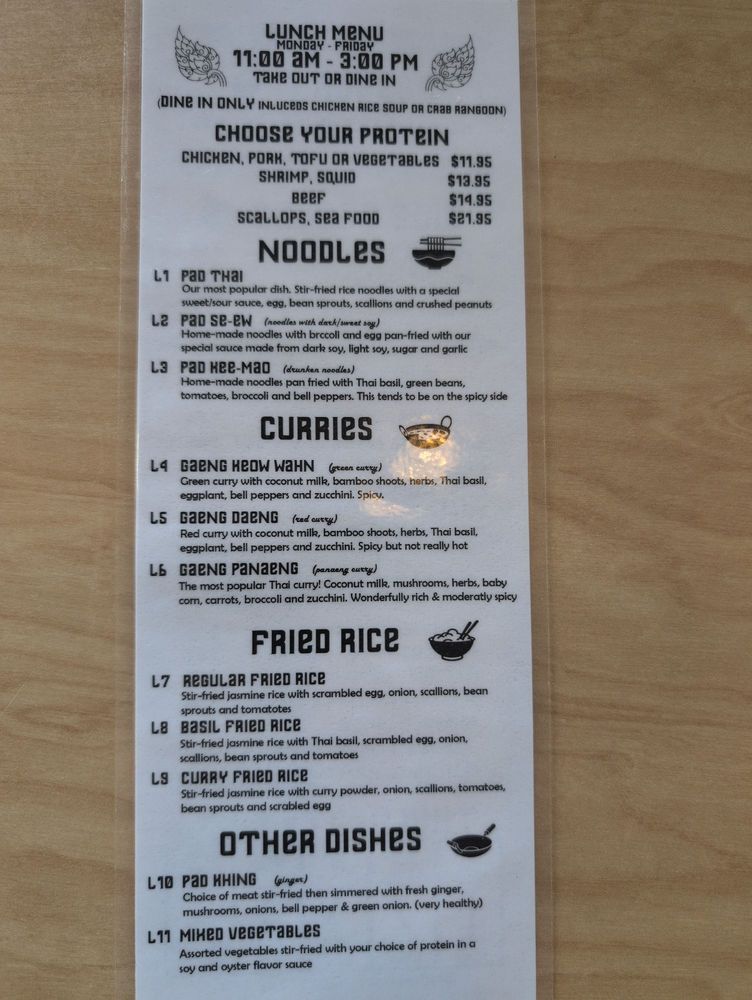 LUNCH MENU
MONDAY - FRIDAY
11:00 AM - 3:00 PM
TAKE OUT OR DINE IN
(DINE IN ONLY INLUCEDS CHICKEN RICE SOUP OR CRAB RANGOON)
CHOOSE YOUR PROTEIN
CHICKEN, PORK, TOFU OR VEGETABLES $11.95
SHRIMP, SQUID $13.95
BEEF $14.95
SCALLOPS, SEA FOOD $21.95
NOODLES
L1 PAD THAI
Our most popular dish. Stir-fried rice noodles with a special
sweet/sour sauce, egg, bean sprouts, scallions and crushed peanuts
L2 PAD SE-EW (noodles with dark/sweet soy)
Home-made noodles with brccoli and egg pan-fried with our
special sauce made from dark soy, light soy, sugar and garlic
L3 PAD KEE-MAO (drunken noodles)
Home-made noodles pan fried with Thai basil, green beans,
tomatoes, broccoli and bell peppers. This tends to be on the spicy side
CURRIES
L4 GAENG KEOW WAHN (green curry)
Green curry with coconut milk, bamboo shoots, herbs, Thai basil,
eggplant, bell peppers and zucchini. Spicy.
L5 GAENG DAENG (red curry)
Red curry with coconut milk, bamboo shoots, herbs, Thai basil,
eggplant, bell peppers and zucchini. Spicy but not really hot
L6 GAENG PANAENG (panaeng curry)
The most popular Thai curry! Coconut milk, mushrooms, herbs, baby
corn, carrots, broccoli and zucchini. Wonderfully rich & moderatly spicy
FRIED RICE
L7 REGULAR FRIED RICE
Stir-fried jasmine rice with scrambled egg, onion, scallions, bean
sprouts and tomatotes
L8 BASIL FRIED RICE
Stir-fried jasmine rice with Thai basil, scrambled egg, onion,
scallions, bean sprouts and tomatoes
L9 CURRY FRIED RICE
Stir-fried jasmine rice with curry powder, onion, scallions, tomatoes,
bean sprouts and scrabled egg
OTHER DISHES
L10 PAD KHING (ginger)
Choice of meat stir-fried then simmered with fresh ginger,
mushrooms, onions, bell pepper & green onion. (very healthy)
L11 MIXED VEGETABLES
Assorted vegetables stir-fried with your choice of protein in a
soy and oyster flavor sauce